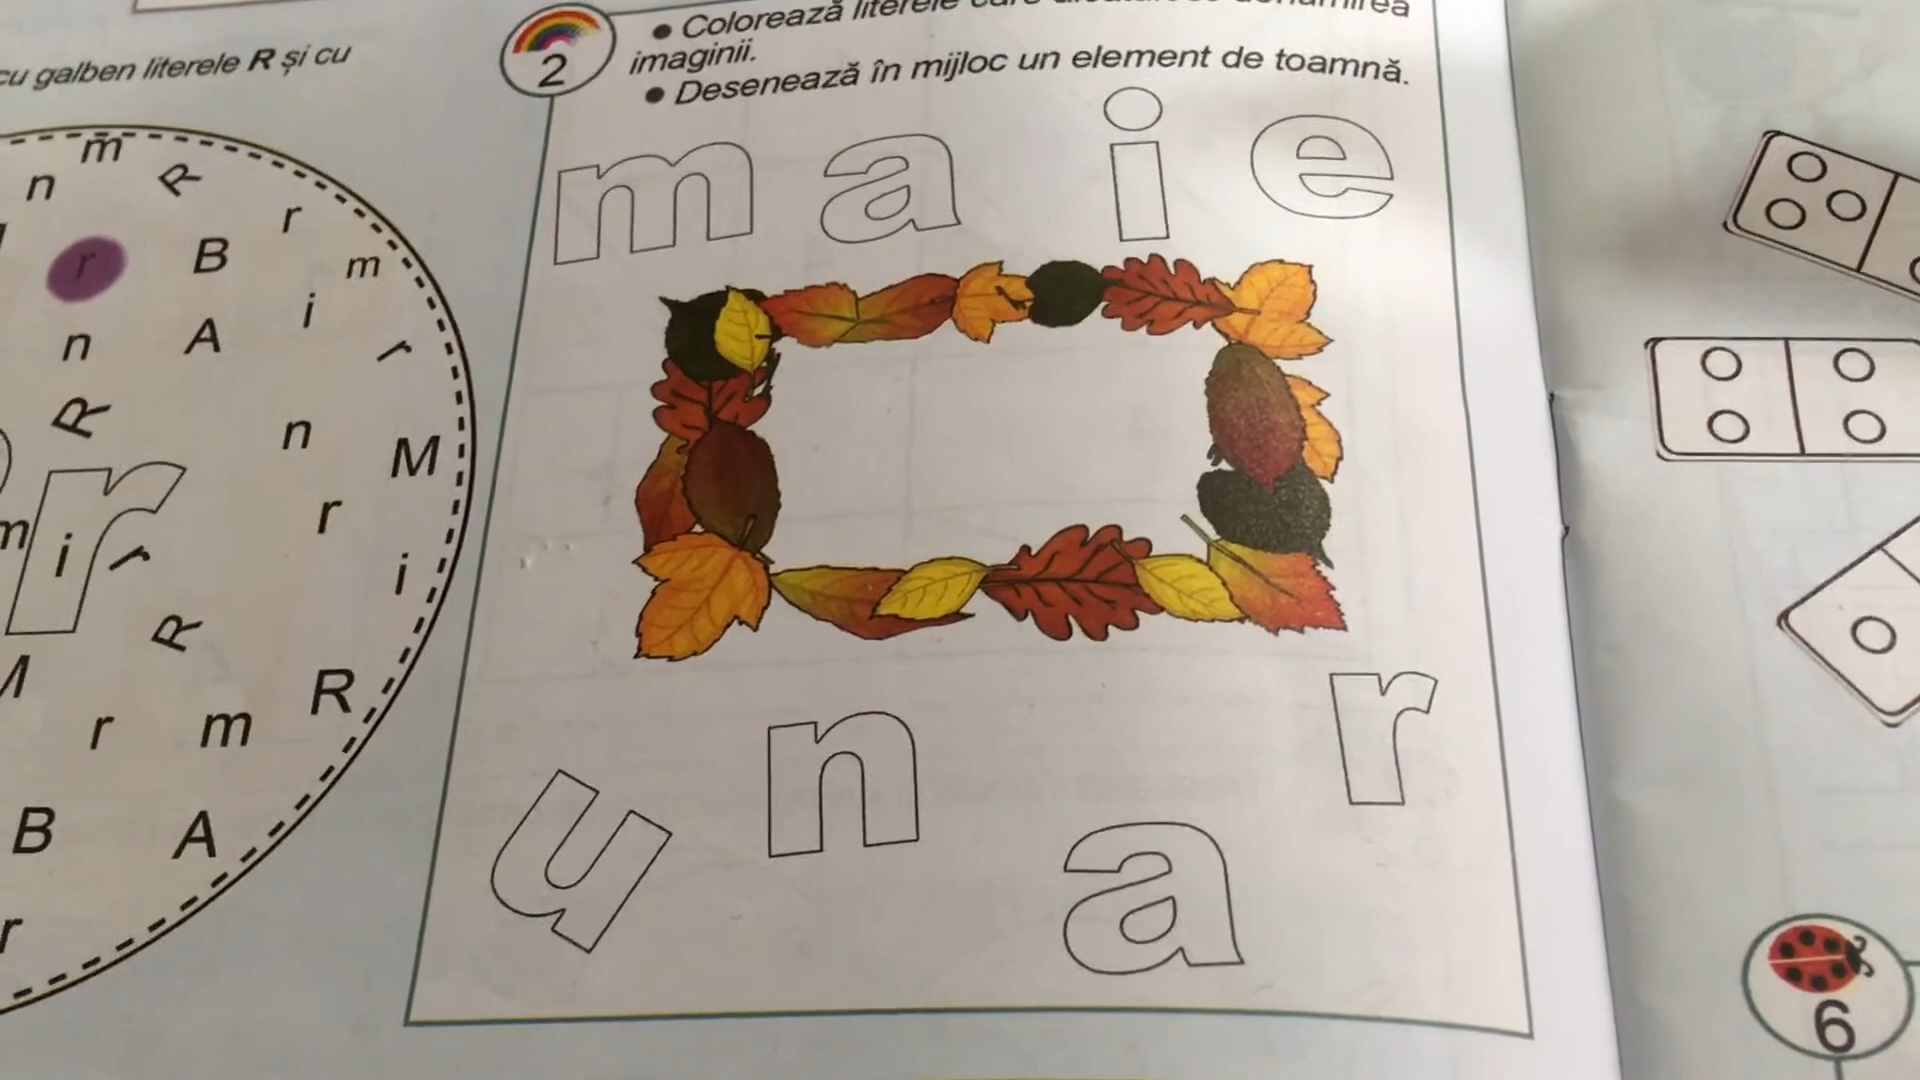 cu galben literele R și cu
2
● Colorează literele
imaginii.
● Desenează în mijloc un element de toamnă.
m a i e
u n a r
m
n R
r
r B m
n A i r
R n M
r
m i r i
r
R
R
r m
B A
r
6